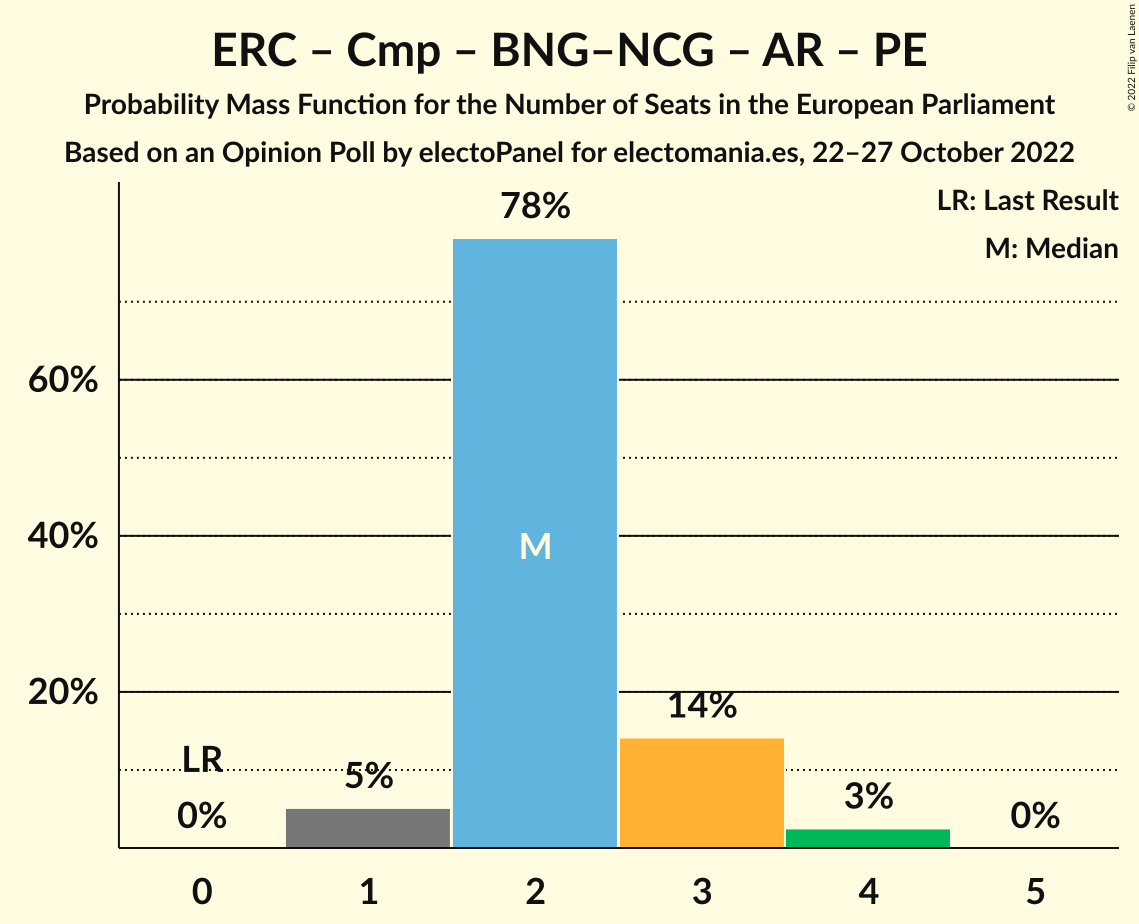 ERC – Cmp – BNG–NCG – AR – PE
Probability Mass Function for the Number of Seats in the European Parliament
Based on an Opinion Poll by electoPanel for electomania.es, 22–27 October 2022
© 2022 Filip van Laenen
LR: Last Result
M: Median
78%
60%
40%
M
20%
14%
LR
5%
3%
0%
0%
0 1 2 3 4 5